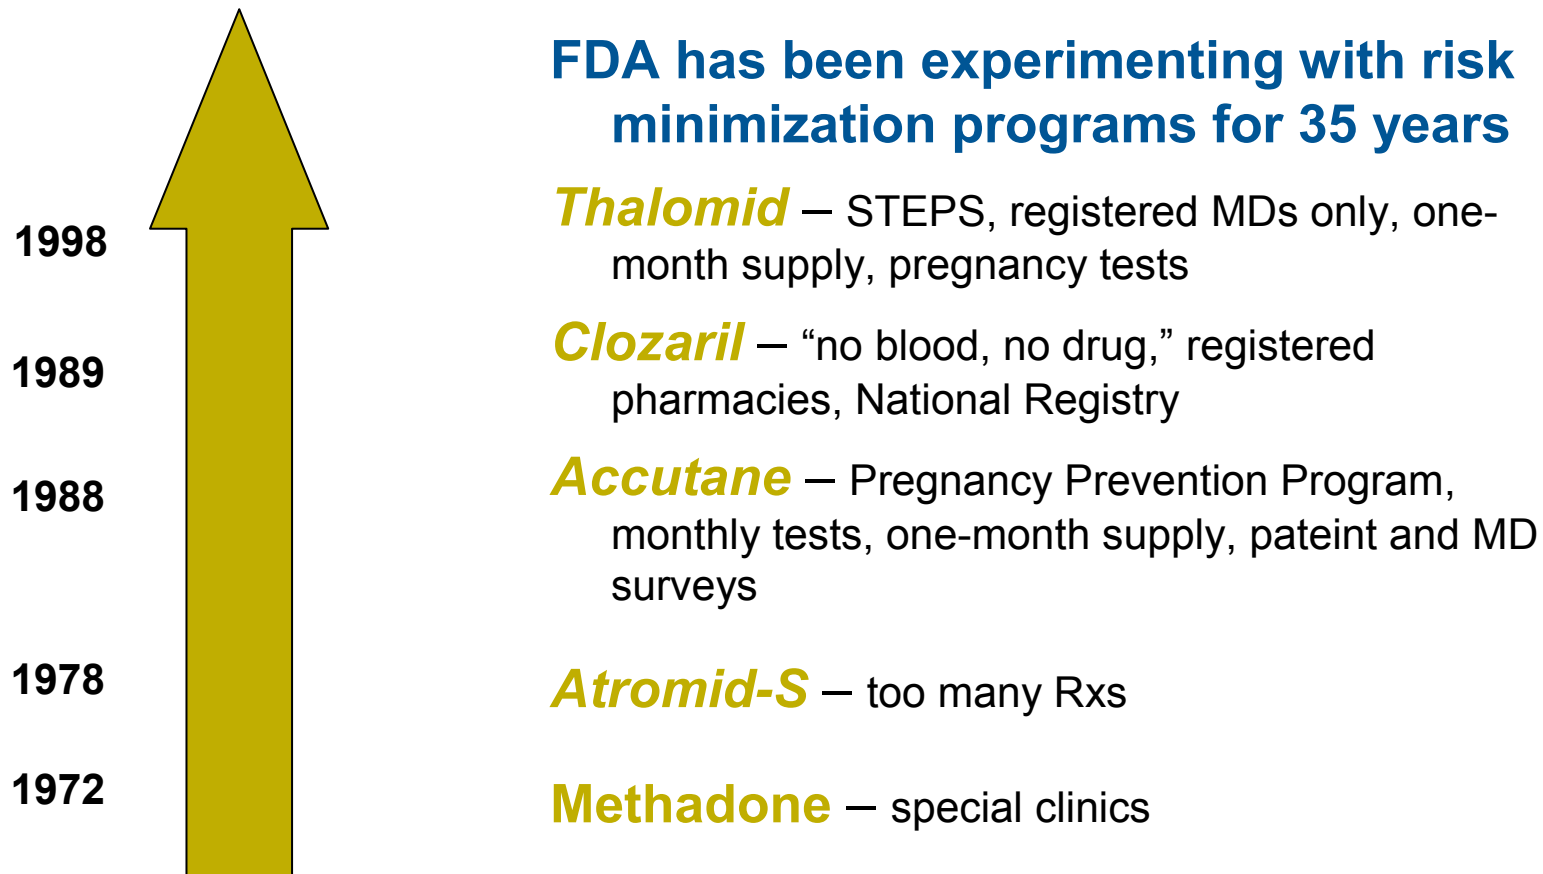 FDA has been experimenting with risk
minimization programs for 35 years
1998
Thalomid – STEPS, registered MDs only, one-
month supply, pregnancy tests
1989
Clozaril – “no blood, no drug,” registered
pharmacies, National Registry
1988
Accutane – Pregnancy Prevention Program,
monthly tests, one-month supply, pateint and MD
surveys
1978
Atromid-S – too many Rxs
1972
Methadone – special clinics